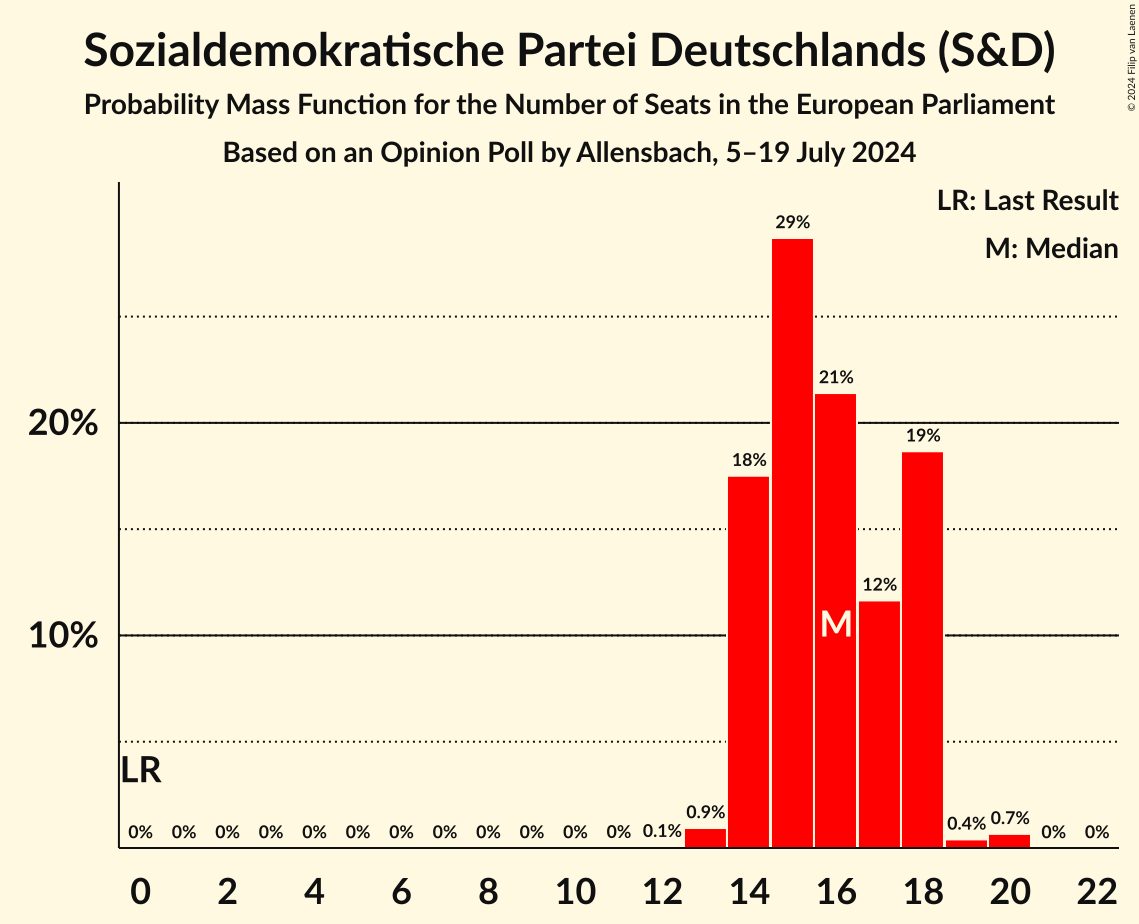 Sozialdemokratische Partei Deutschlands (S&D)
Probability Mass Function for the Number of Seats in the European Parliament
Based on an Opinion Poll by Allensbach, 5–19 July 2024
© 2024 Filip van Laenen
LR: Last Result
M: Median
20%
10%
29%
21%
19%
18%
12%
M
LR
0% 0% 0% 0% 0% 0% 0% 0% 0% 0% 0% 0% 0.1% 0.9% 0.4% 0.7% 0% 0%
0 2 4 6 8 10 12 14 16 18 20 22